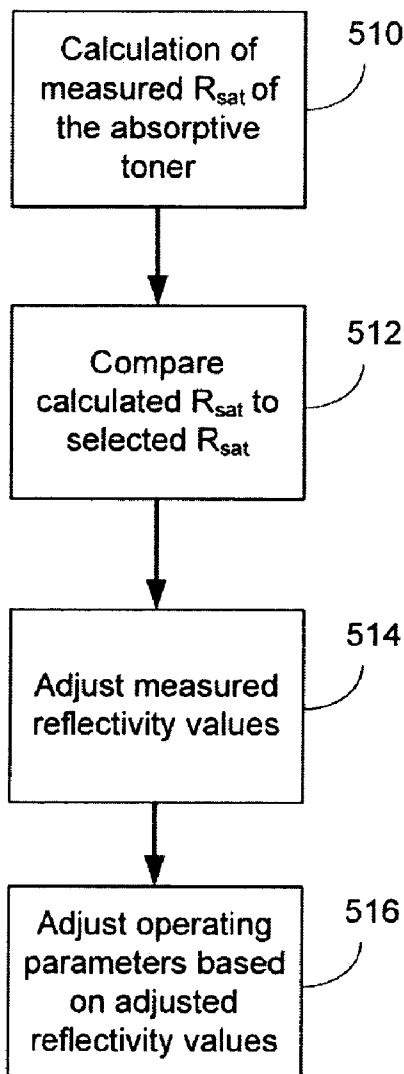 510
Calculation of
measured Rsat of
the absorptive
toner
512
Compare
calculated Rsat to
selected Rsat
514
Adjust measured
reflectivity values
516
Adjust operating
parameters based
on adjusted
reflectivity values